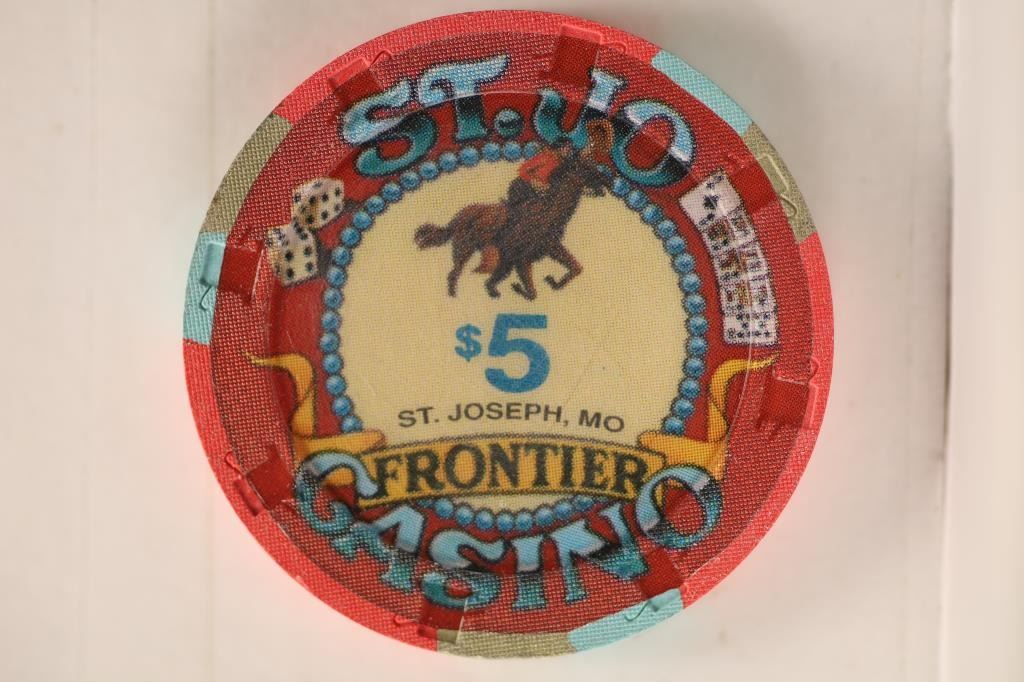 ST. JO
$5
ST. JOSEPH, MO
FRONTIER
CASINO